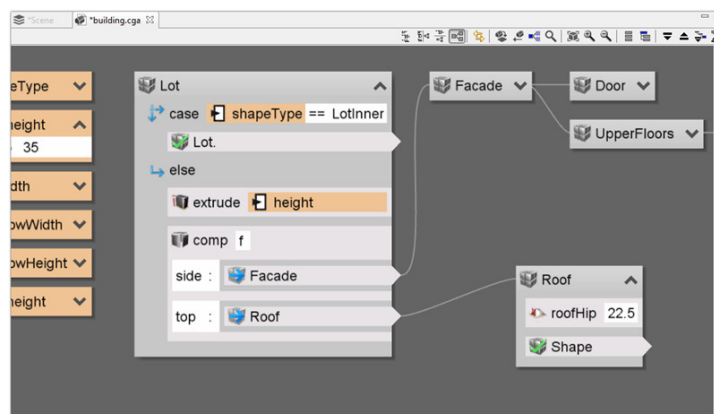 *Scene *building.cga
eType
height
35
Lot
case shapeType == LotInner
Lot.
else
extrude height
comp f
side : Facade
top : Roof
dth
owWidth
owHeight
height
Facade
Door
UpperFloors
Roof
roofHip 22.5
Shape